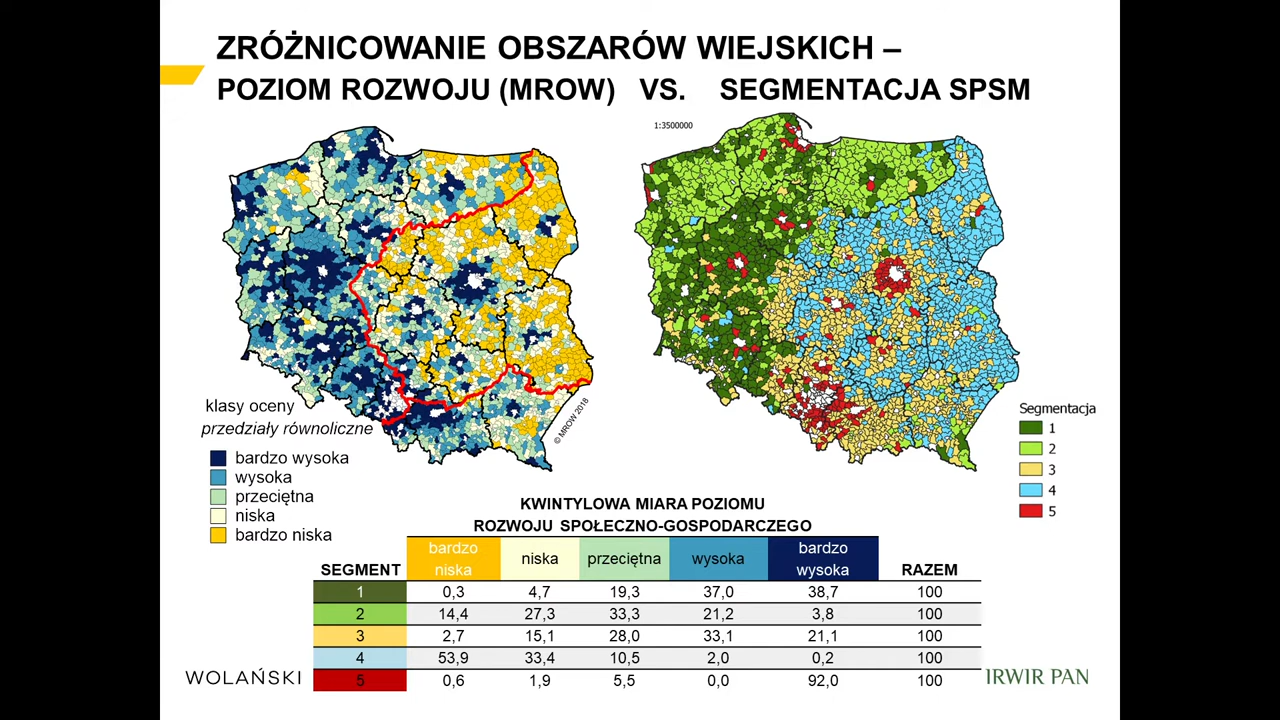 ZRÓŻNICOWANIE OBSZARÓW WIEJSKICH –
POZIOM ROZWOJU (MROW) VS. SEGMENTACJA SPSM
1:3500000
© MROW 2018
klasy oceny
przedziały równoliczne
bardzo wysoka
wysoka
przeciętna
niska
bardzo niska
Segmentacja
1
2
3
4
5
KWINTYLOWA MIARA POZIOMU
ROZWOJU SPOŁECZNO-GOSPODARCZEGO
SEGMENT bardzo niska niska przeciętna wysoka bardzo wysoka RAZEM
1 0,3 4,7 19,3 37,0 38,7 100
2 14,4 27,3 33,3 21,2 3,8 100
3 2,7 15,1 28,0 33,1 21,1 100
4 53,9 33,4 10,5 2,0 0,2 100
5 0,6 1,9 5,5 0,0 92,0 100
WOLAŃSKI
IRWIR PAN